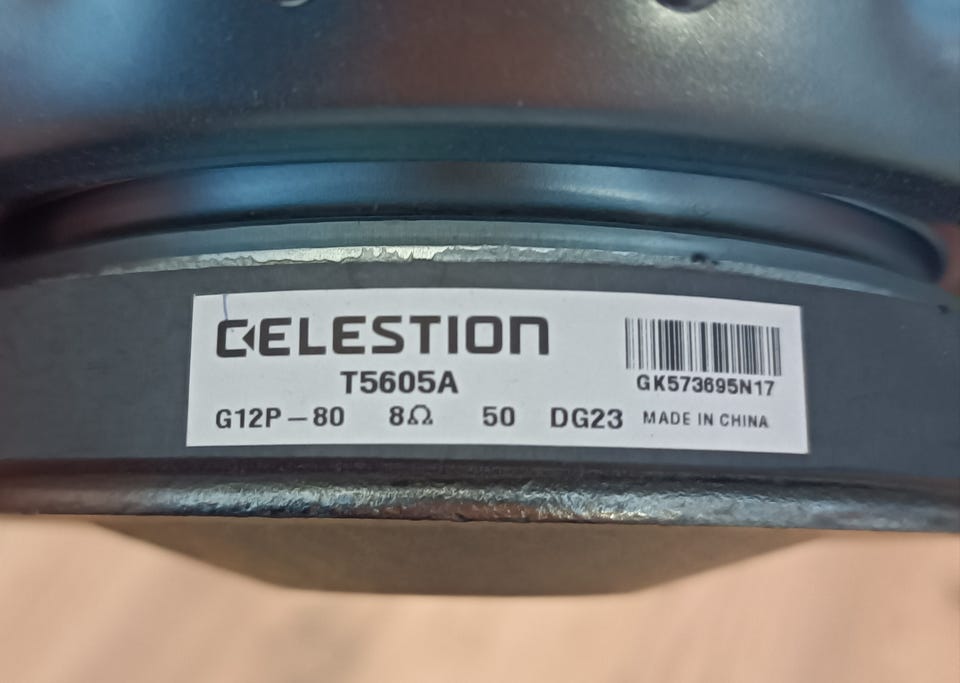 CELESTION
T5605A
GK573695N17
G12P–80 8Ω 50 DG23 MADE IN CHINA